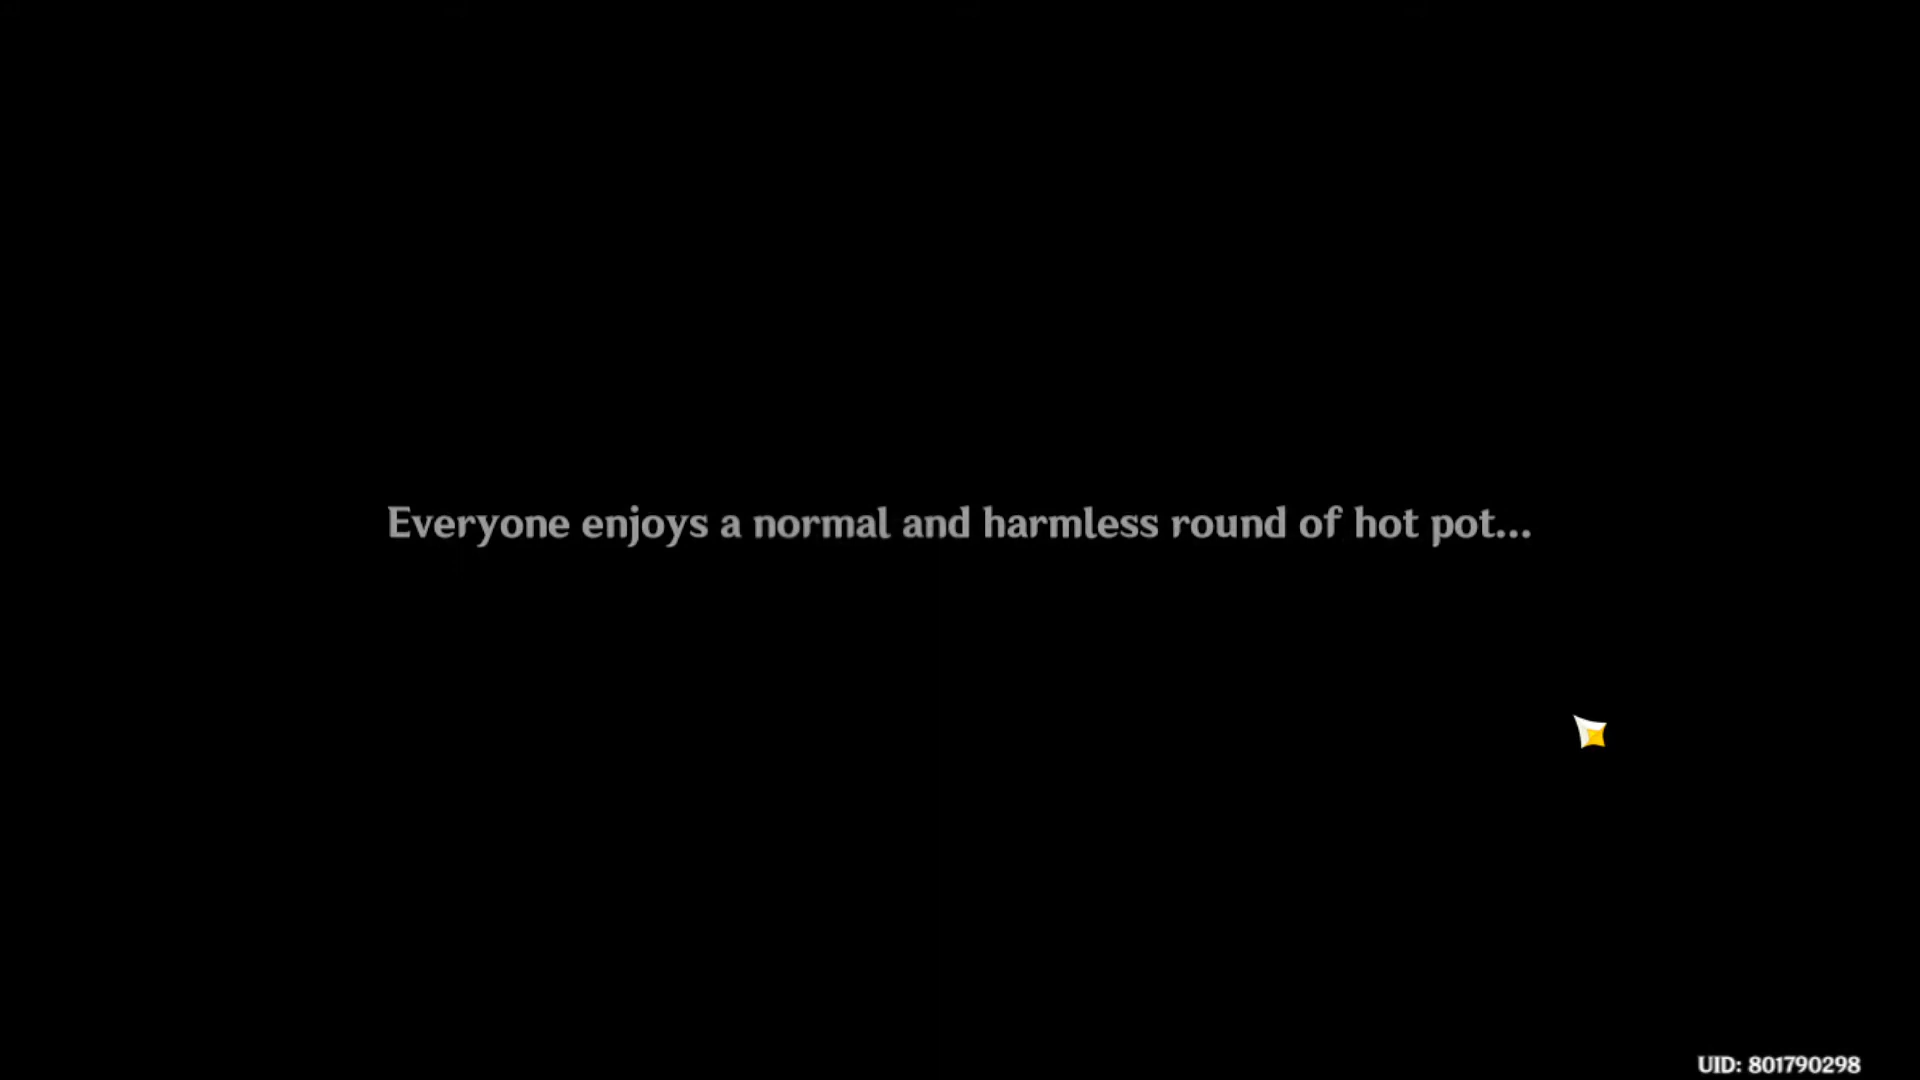 Everyone enjoys a normal and harmless round of hot pot...
UID: 801790298